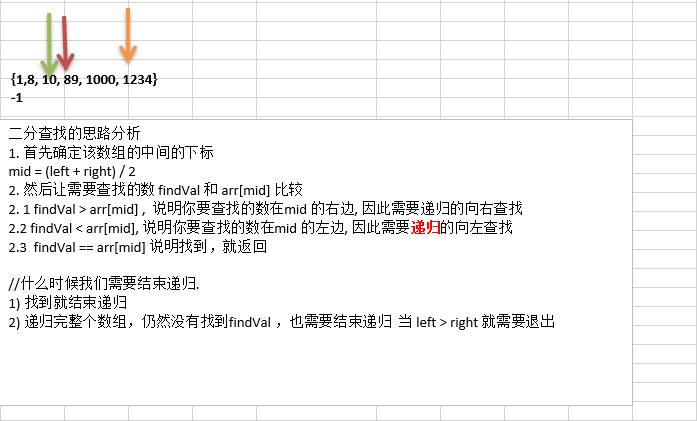 {1,8, 10, 89, 1000, 1234}
-1
二分查找的思路分析
1. 首先确定该数组的中间的下标
mid = (left + right) / 2
2. 然后让需要查找的数 findVal 和 arr[mid] 比较
2. 1 findVal > arr[mid] ,  说明你要查找的数在mid 的右边, 因此需要递归的向右查找
2.2 findVal < arr[mid], 说明你要查找的数在mid 的左边, 因此需要递归的向左查找
2.3  findVal == arr[mid] 说明找到，就返回
//什么时候我们需要结束递归.
1) 找到就结束递归
2) 递归完整个数组，仍然没有找到findVal ，也需要结束递归  当 left > right 就需要退出